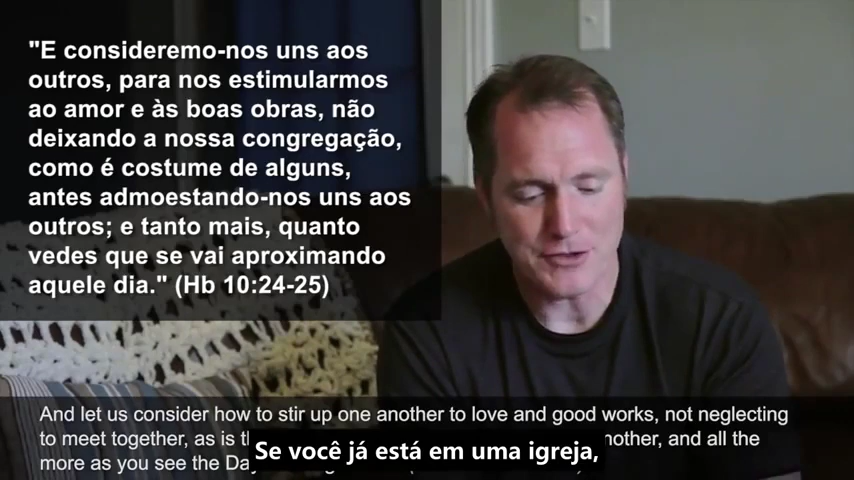 "E consideremo-nos uns aos
outros, para nos estimularmos
ao amor e às boas obras, não
deixando a nossa congregação,
como é costume de alguns,
antes admoestando-nos uns aos
outros; e tanto mais, quanto
vedes que se vai aproximando
aquele dia." (Hb 10:24-25)
And let us consider how to stir up one another to love and good works, not neglecting
to meet together, as is nother, and all the
more as you see the
Se você já está em uma igreja,